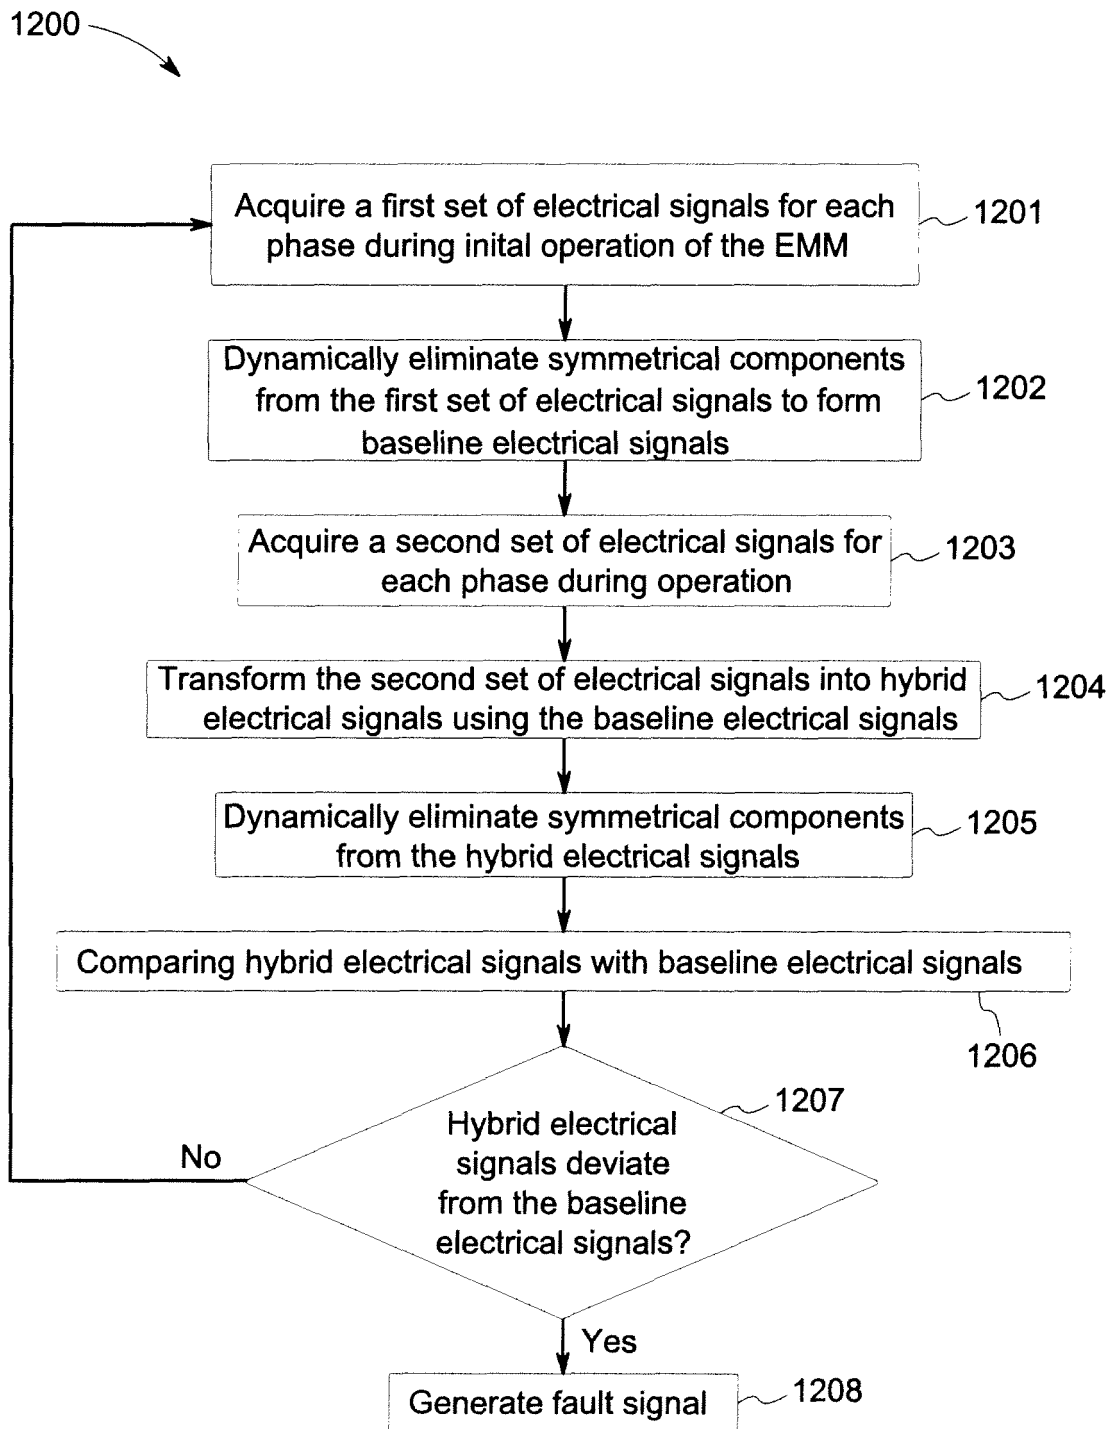 1200
Acquire a first set of electrical signals for each
phase during inital operation of the EMM
1201
Dynamically eliminate symmetrical components
from the first set of electrical signals to form
baseline electrical signals
1202
Acquire a second set of electrical signals for
each phase during operation
1203
Transform the second set of electrical signals into hybrid
electrical signals using the baseline electrical signals
1204
Dynamically eliminate symmetrical components
from the hybrid electrical signals
1205
Comparing hybrid electrical signals with baseline electrical signals
1206
Hybrid electrical
signals deviate
from the baseline
electrical signals?
1207
No
Yes
Generate fault signal
1208